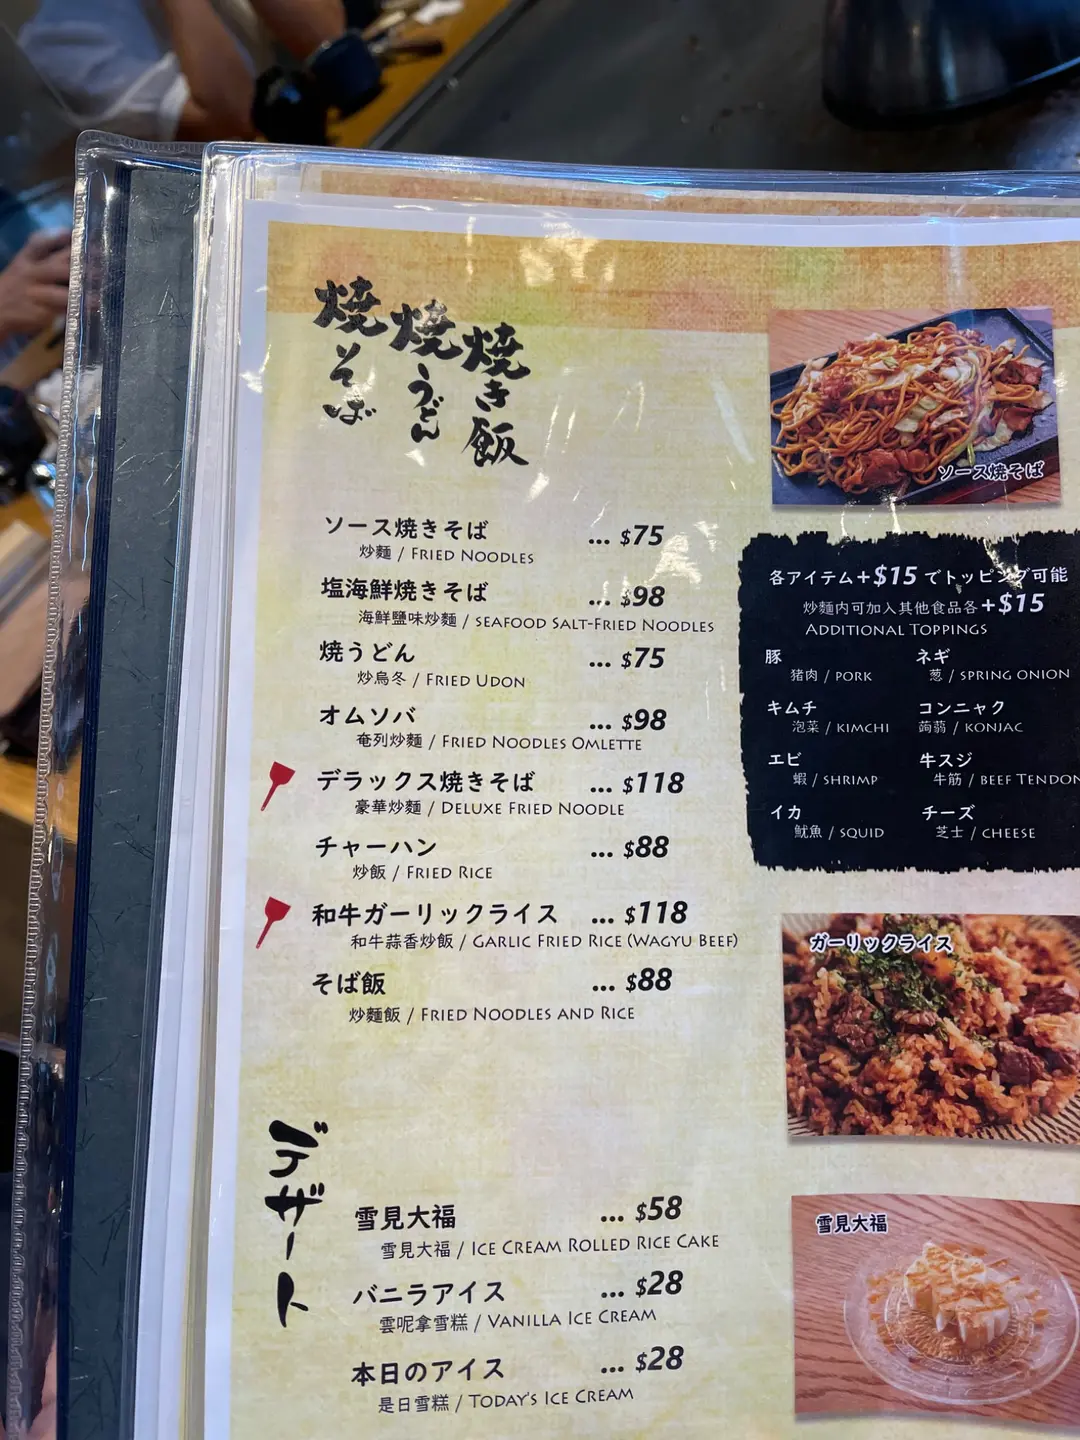 焼そば
焼うどん
焼き飯
ソース焼きそば ... $75
炒麵 / FRIED NOODLES
塩海鮮焼きそば ... $98
海鮮鹽味炒麵 / SEAFOOD SALT-FRIED NOODLES
焼うどん ... $75
炒烏冬 / FRIED UDON
オムソバ ... $98
奄列炒麵 / FRIED NOODLES OMLETTE
デラックス焼きそば ... $118
豪華炒麵 / DELUXE FRIED NOODLE
チャーハン ... $88
炒飯 / FRIED RICE
和牛ガーリックライス ... $118
和牛蒜香炒飯 / GARLIC FRIED RICE (WAGYU BEEF)
そば飯 ... $88
炒麵飯 / FRIED NOODLES AND RICE
ソース焼そば
各アイテム+$15 でトッピング可能
炒麵内可加入其他食品各+$15
ADDITIONAL TOPPINGS
豚 ネギ
猪肉 / PORK 葱 / SPRING ONION
キムチ コンニャク
泡菜 / KIMCHI 蒟蒻 / KONJAC
エビ 牛スジ
蝦 / SHRIMP 牛筋 / BEEF TENDON
イカ チーズ
魷魚 / SQUID 芝士 / CHEESE
ガーリックライス
デザート
雪見大福 ... $58
雪見大福 / ICE CREAM ROLLED RICE CAKE
バニラアイス ... $28
雲呢拿雪糕 / VANILLA ICE CREAM
本日のアイス ... $28
是日雪糕 / TODAY'S ICE CREAM
雪見大福